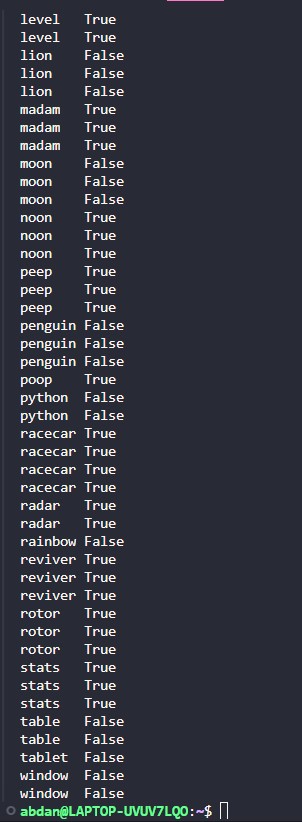 level True
level True
lion False
lion False
lion False
madam True
madam True
madam True
moon False
moon False
moon False
noon True
noon True
noon True
peep True
peep True
peep True
penguin False
penguin False
penguin False
poop True
python False
python False
racecar True
racecar True
racecar True
racecar True
radar True
radar True
rainbow False
reviver True
reviver True
reviver True
rotor True
rotor True
rotor True
stats True
stats True
stats True
table False
table False
tablet False
window False
window False
abdan@LAPTOP-UVUV7LQO:~$